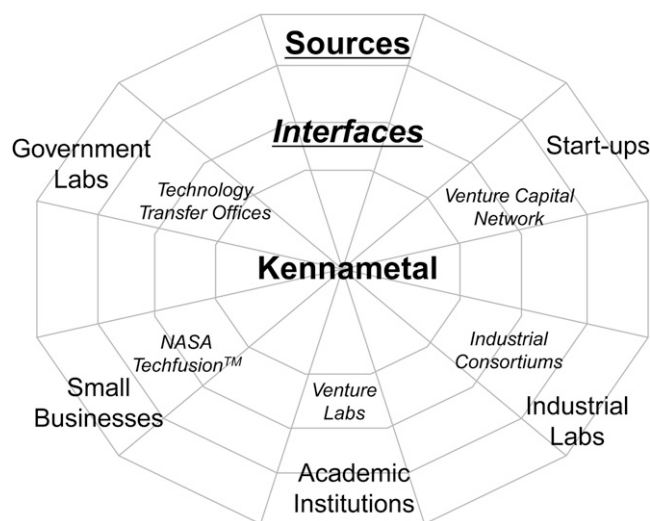 Sources
Interfaces
Government
Labs
Start-ups
Technology
Transfer Offices
Venture Capital
Network
Kennametal
NASA
Techfusion™
Industrial
Consortiums
Small
Businesses
Venture
Labs
Industrial
Labs
Academic
Institutions